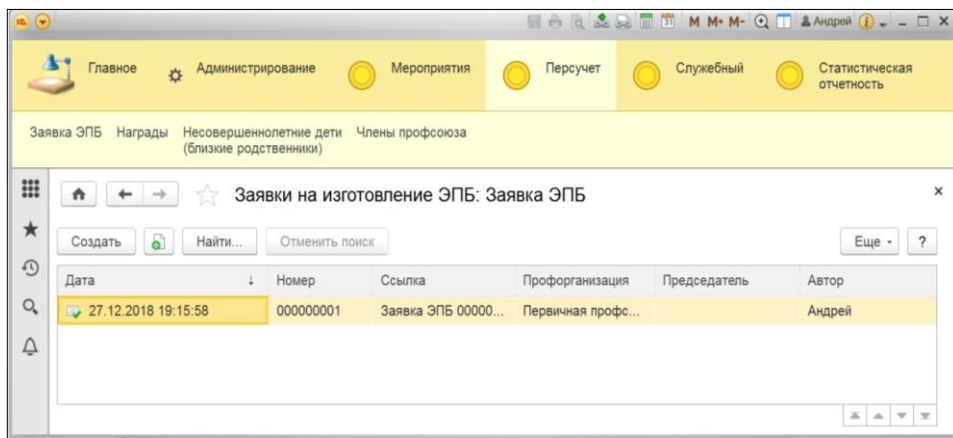 1С M M+ M- 31 Андрей
Главное Администрирование Мероприятия Персучет Служебный Статистическая
отчетность
Заявка ЭПБ Награды Несовершеннолетние дети Члены профсоюза
(близкие родственники)
Заявки на изготовление ЭПБ: Заявка ЭПБ
Создать Найти... Отменить поиск Еще ?
Дата Номер Ссылка Профорганизация Председатель Автор
27.12.2018 19:15:58 000000001 Заявка ЭПБ 00000... Первичная профс... Андрей